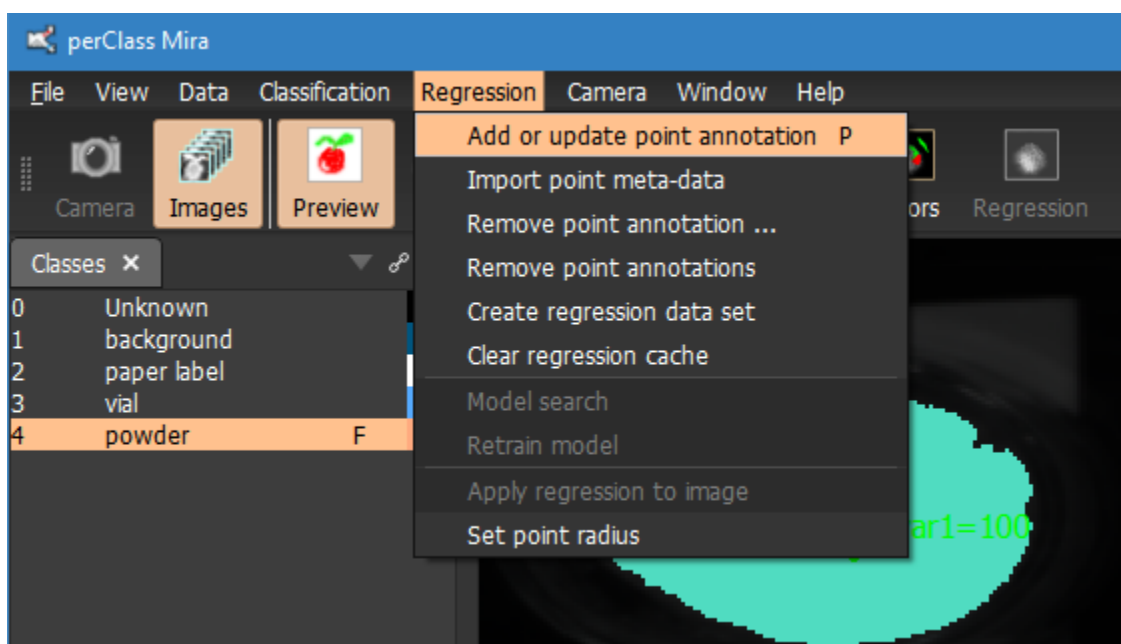 perClass Mira
File View Data Classification Regression Camera Window Help
Camera Images Preview ors Regression
Add or update point annotation P
Import point meta-data
Remove point annotation ...
Remove point annotations
Create regression data set
Clear regression cache
Model search
Retrain model
Apply regression to image
Set point radius
Classes ×
0 Unknown
1 background
2 paper label
3 vial
4 powder F
ar1=100